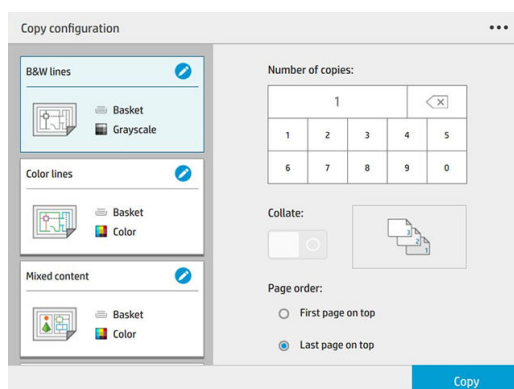 Copy configuration
B&W lines
Basket
Grayscale
Color lines
Basket
Color
Mixed content
Basket
Color
Number of copies:
1
1 2 3 4 5
6 7 8 9 0
Collate:
3
2
1
Page order:
First page on top
Last page on top
Copy